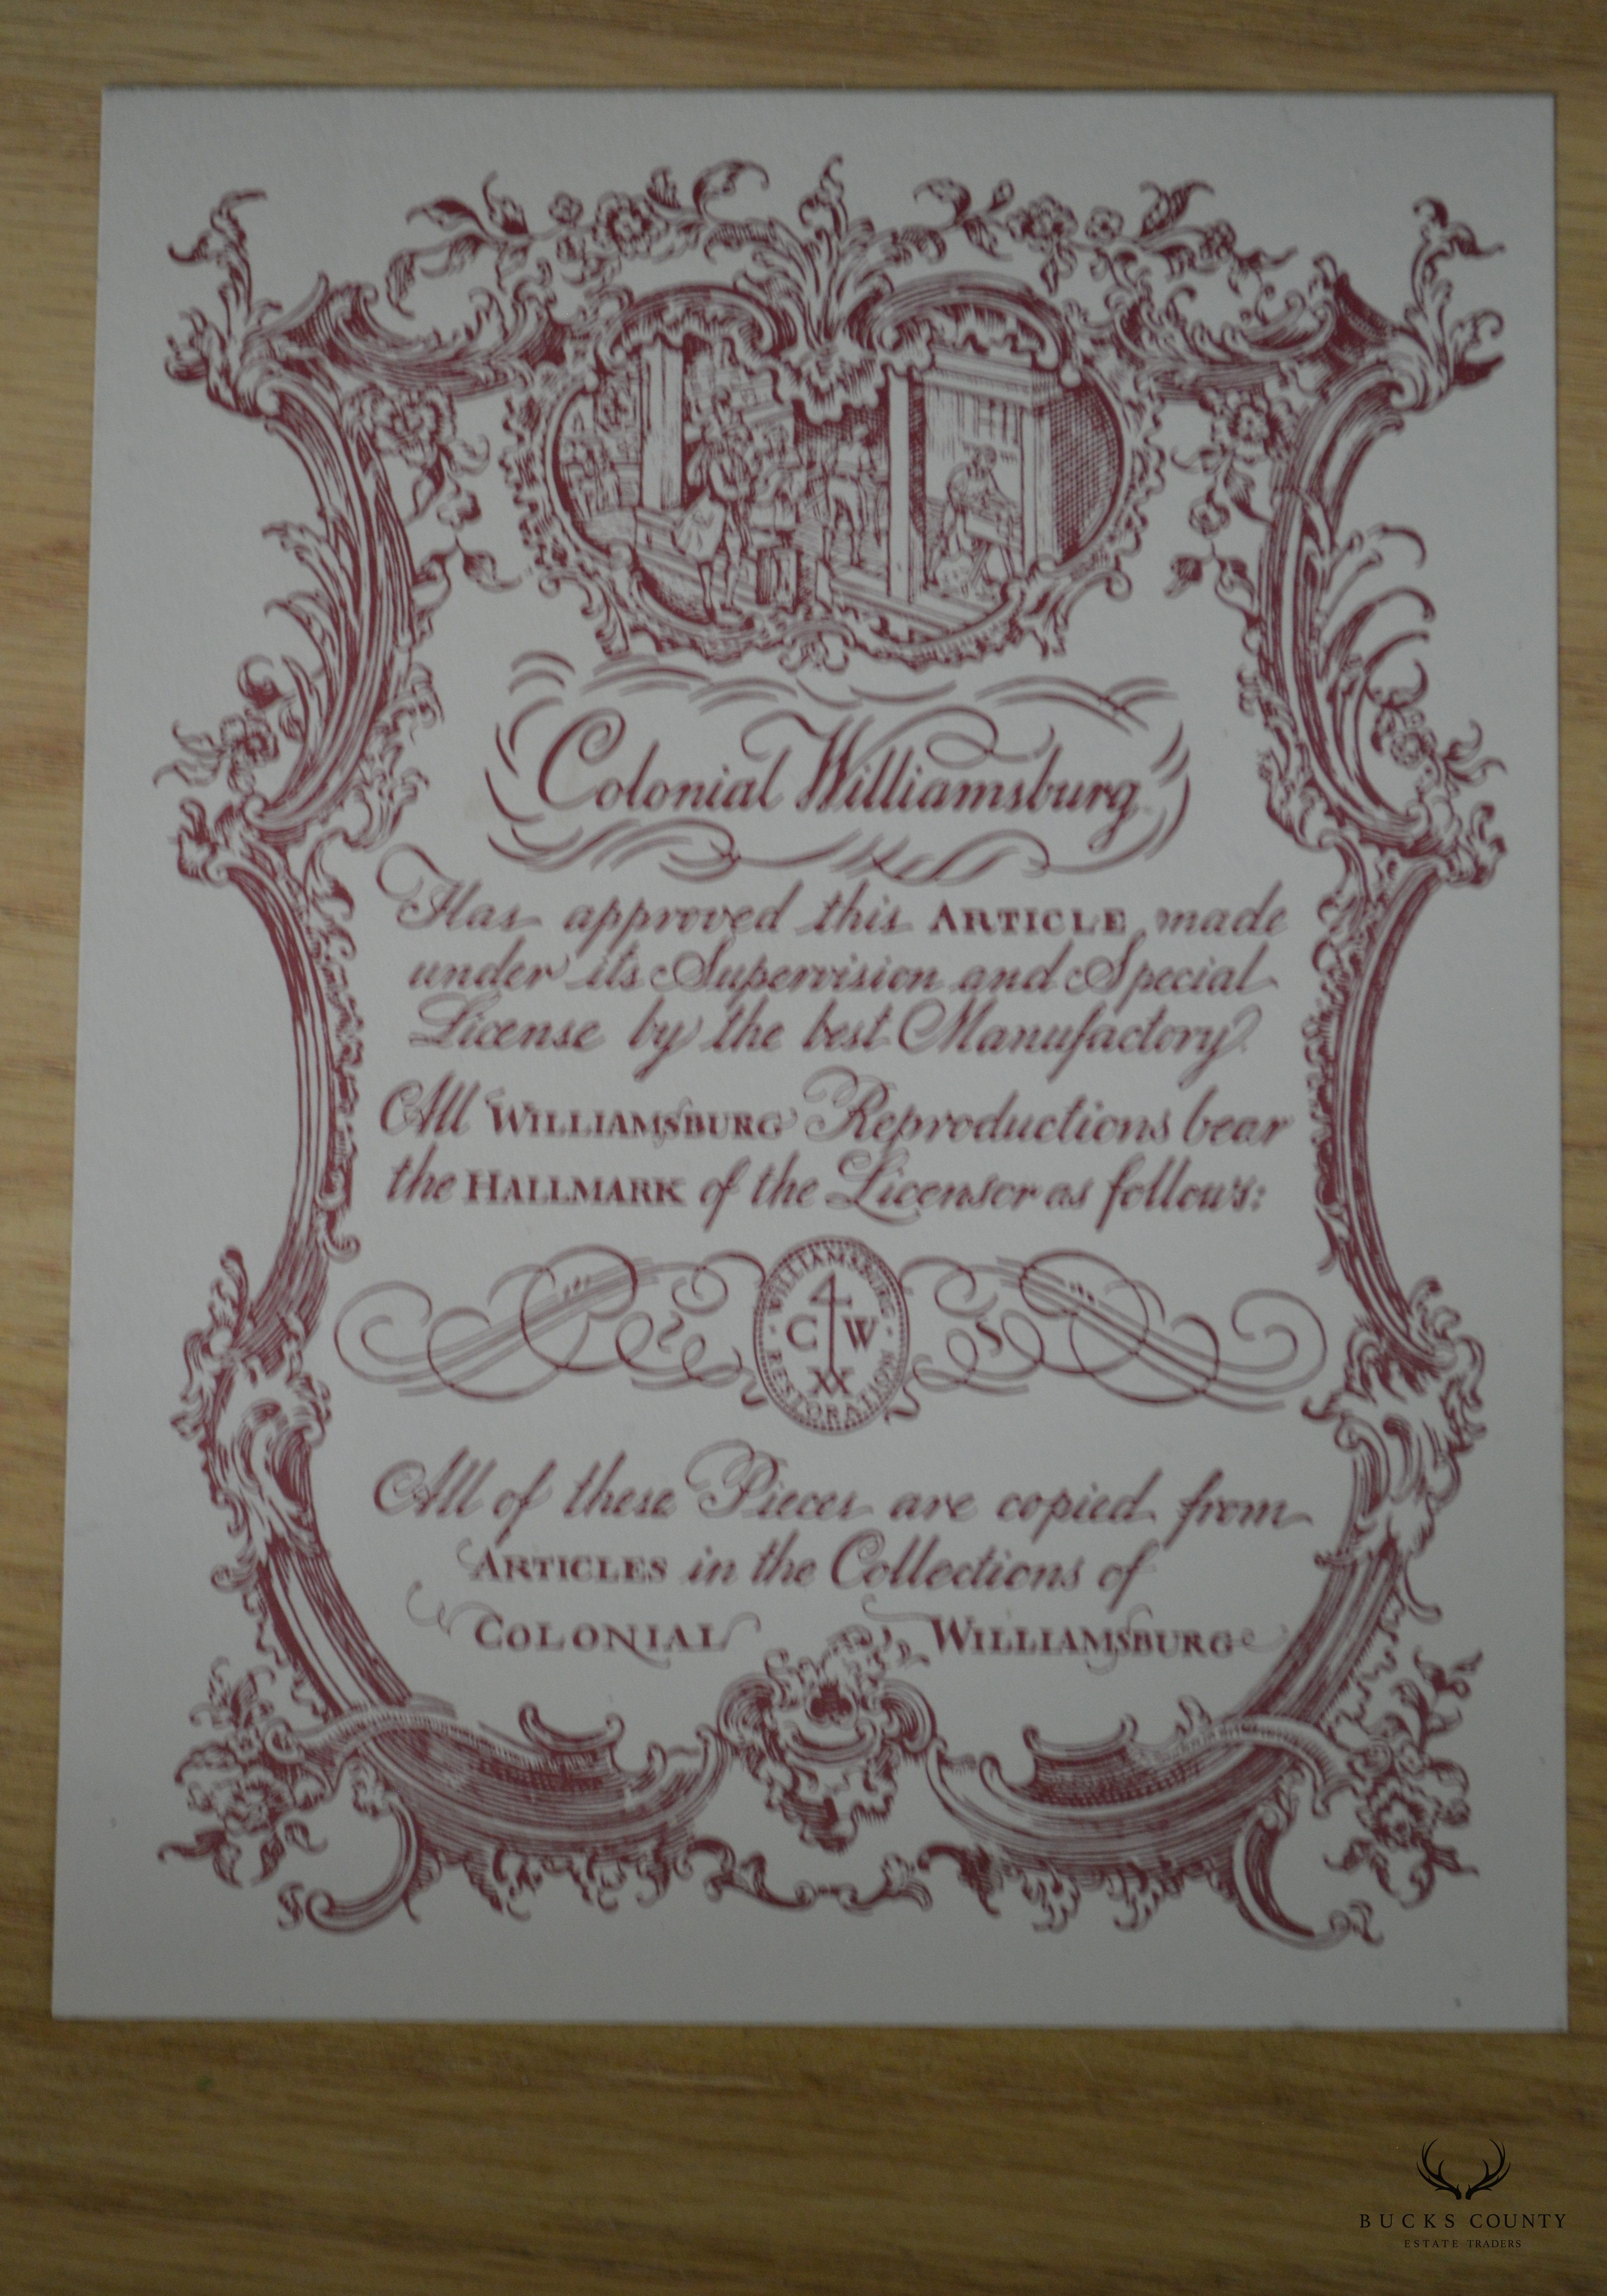 Colonial Williamsburg
Has approved this ARTICLE made
under its Supervision and Special
License by the best Manufactory.
All WILLIAMSBURG Reproductions bear
the HALLMARK of the Licensor as follows:
WILLIAMSBURG
C W
RESTORATION
All of these Pieces are copied from
ARTICLES in the Collections of
COLONIAL WILLIAMSBURG
BUCKS COUNTY
ESTATE TRADERS